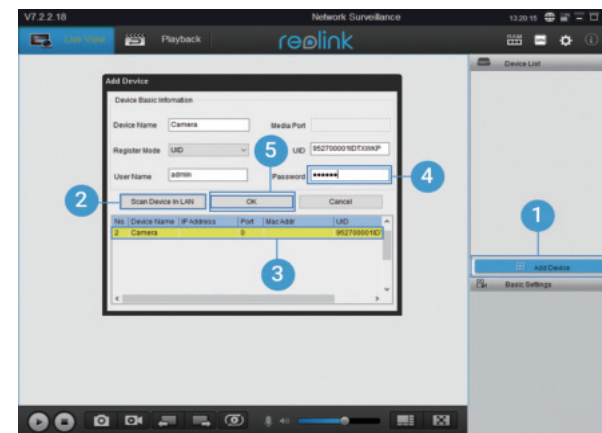 V7.2.2.18 Network Surveillance 13:20:15
Live View Playback reolink
Device List
Add Device
Device Basic Infomation
Device Name Camera Media Port
Register Mode UID UID
5
User Name admin Password ••••••
4
2
Scan Device In LAN OK Cancel
1
No. Device Name IP Address Port Mac Addr UID
2 Camera 0
3
Add Device
Basic Settings